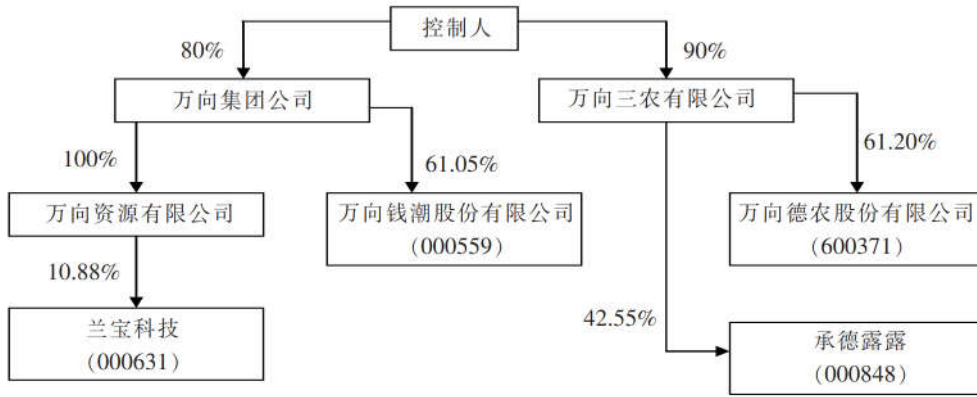 控制人
80%
90%
万向集团公司
万向三农有限公司
100%
61.05%
61.20%
万向资源有限公司
万向钱潮股份有限公司
(000559)
万向德农股份有限公司
(600371)
10.88%
42.55%
兰宝科技
(000631)
承德露露
(000848)